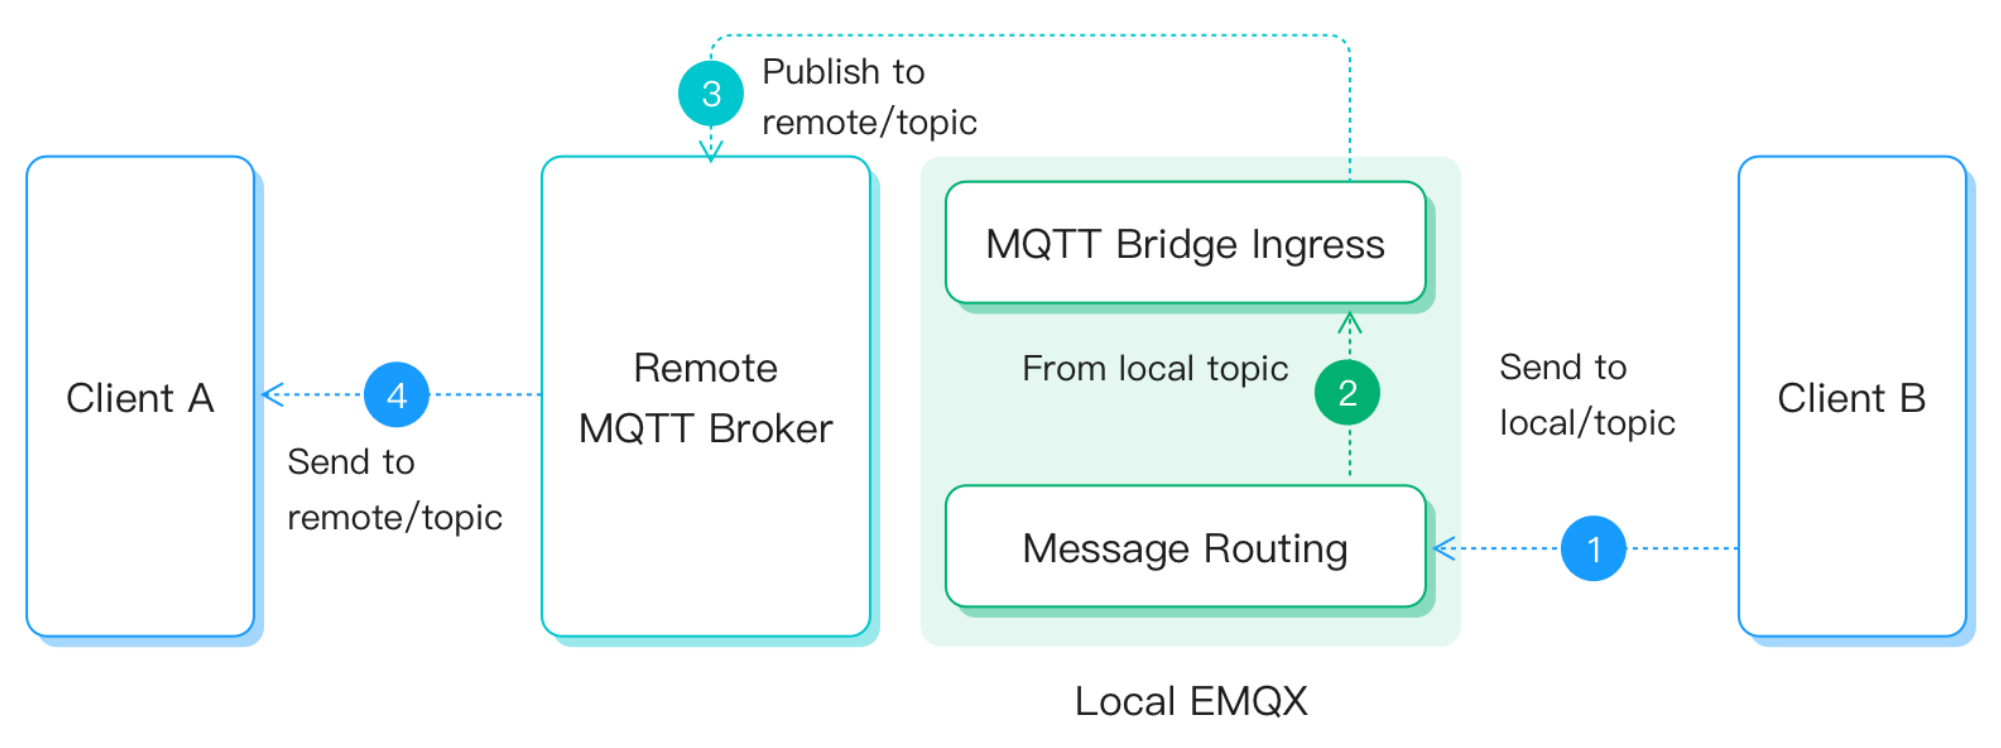 3
Publish to
remote/topic
Client A
4
Send to
remote/topic
Remote
MQTT Broker
MQTT Bridge Ingress
From local topic
2
Message Routing
Local EMQX
Send to
local/topic
1
Client B